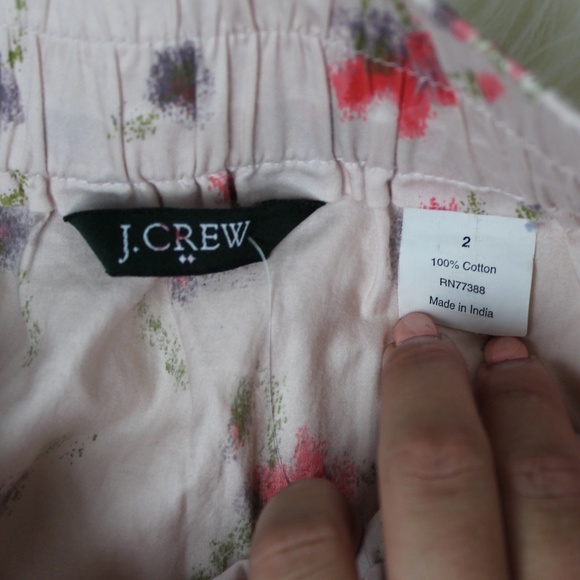 J.CREW
2
100% Cotton
RN77388
Made in India